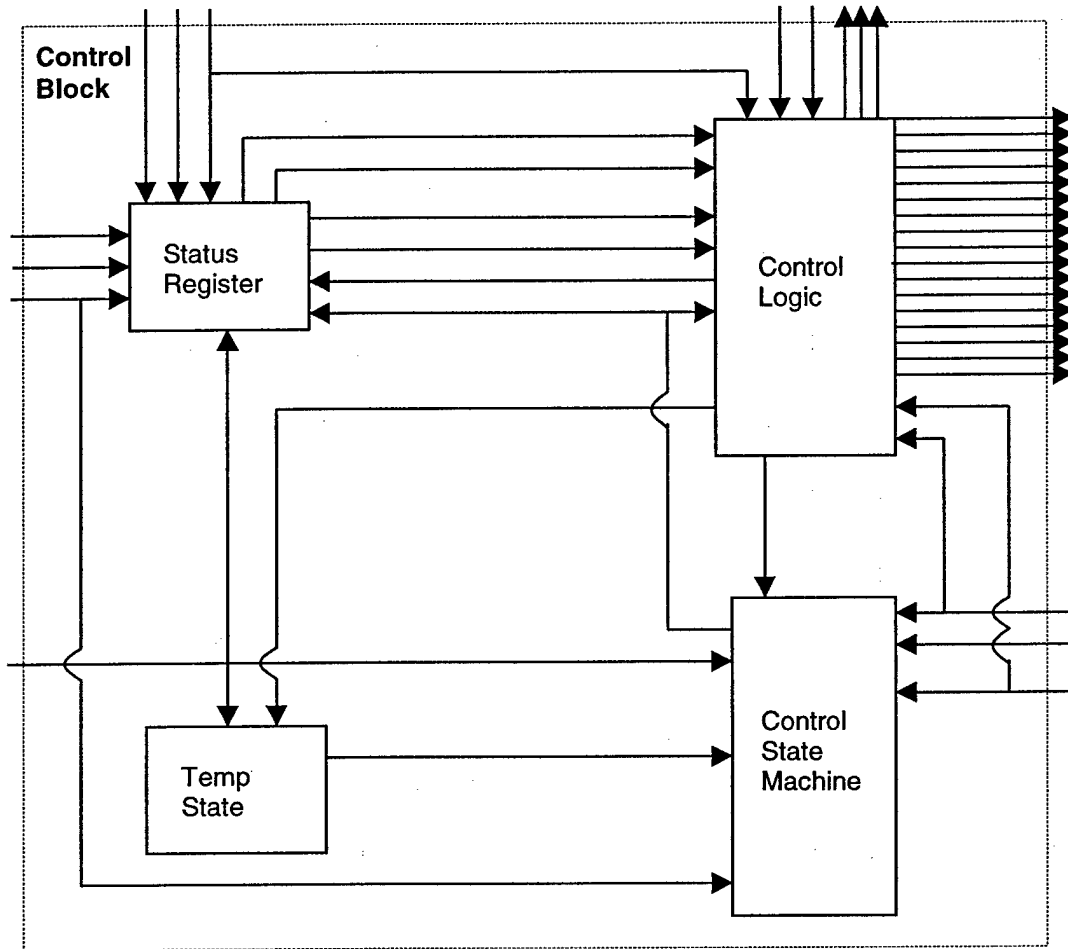 Control
Block
Status
Register
Control
Logic
Temp
State
Control
State
Machine